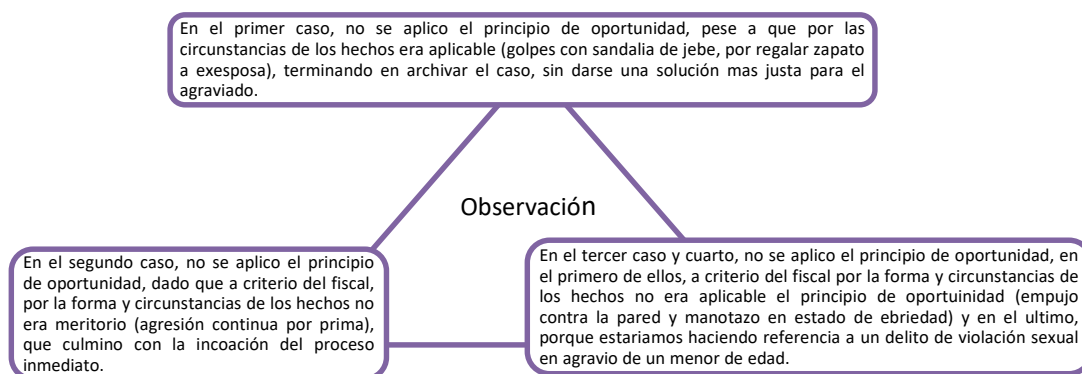 En el primer caso, no se aplico el principio de oportunidad, pese a que por las
circunstancias de los hechos era aplicable (golpes con sandalia de jebe, por regalar zapato
a exesposa), terminando en archivar el caso, sin darse una solución mas justa para el
agraviado.
Observación
En el segundo caso, no se aplico el principio
de oportunidad, dado que a criterio del fiscal,
por la forma y circunstancias de los hechos no
era meritorio (agresión continua por prima),
que culmino con la incoación del proceso
inmediato.
En el tercer caso y cuarto, no se aplico el principio de oportunidad, en
el primero de ellos, a criterio del fiscal por la forma y circunstancias de
los hechos no era aplicable el principio de oportuinidad (empujo
contra la pared y manotazo en estado de ebriedad) y en el ultimo,
porque estariamos haciendo referencia a un delito de violación sexual
en agravio de un menor de edad.